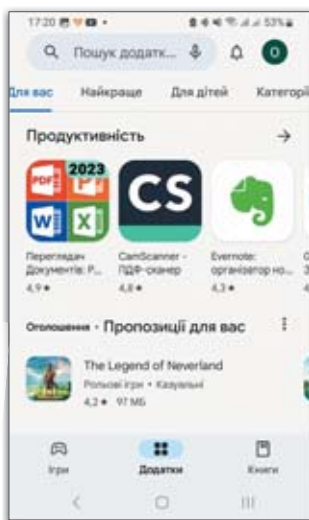 17:20
53%
Пошук додатк...
O
Для вас Найкраще Для дітей Категорії
Продуктивність
2023
PDF
W X
CS
Переглядач Документів: P...
CamScanner - ПДФ-сканер
Evernote: організатор но...
4,9★ 4,8★ 4,3★
Оголошення • Пропозиції для вас
The Legend of Neverland
Рольові ігри • Казуальні
4,2★ 97 МБ
Ігри Додатки Книги